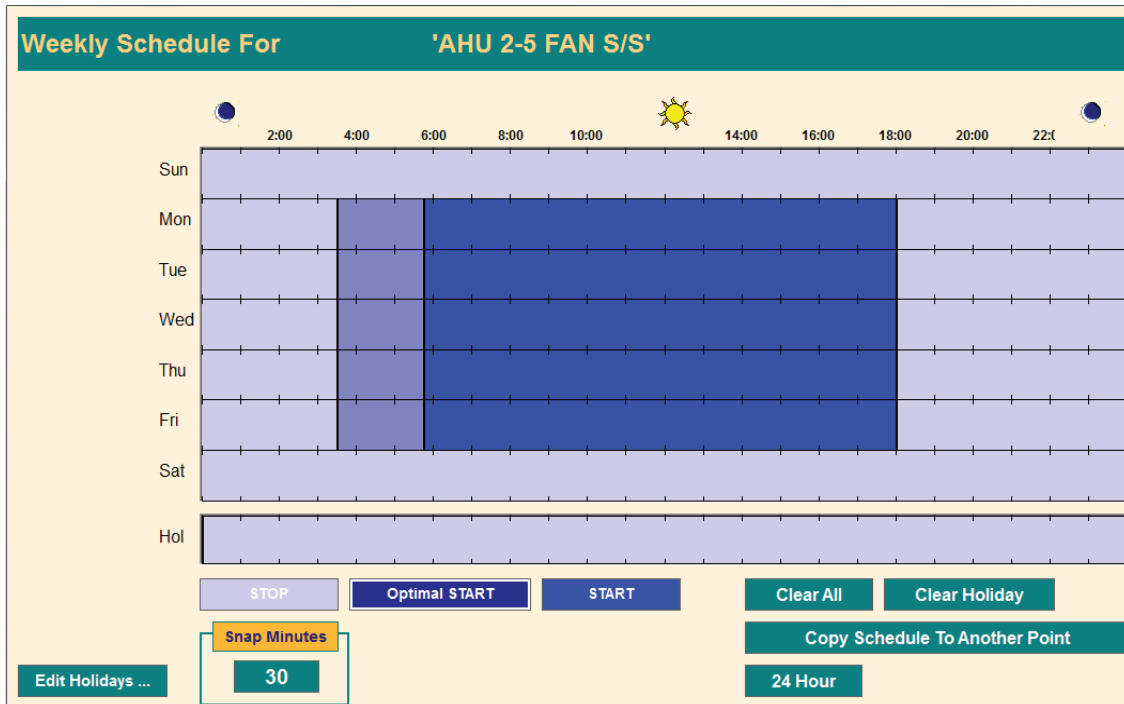 Weekly Schedule For 'AHU 2-5 FAN S/S'
2:00 4:00 6:00 8:00 10:00 14:00 16:00 18:00 20:00 22:0
Sun
Mon
Tue
Wed
Thu
Fri
Sat
Hol
STOP Optimal START START Clear All Clear Holiday
Snap Minutes Copy Schedule To Another Point
Edit Holidays ... 30 24 Hour